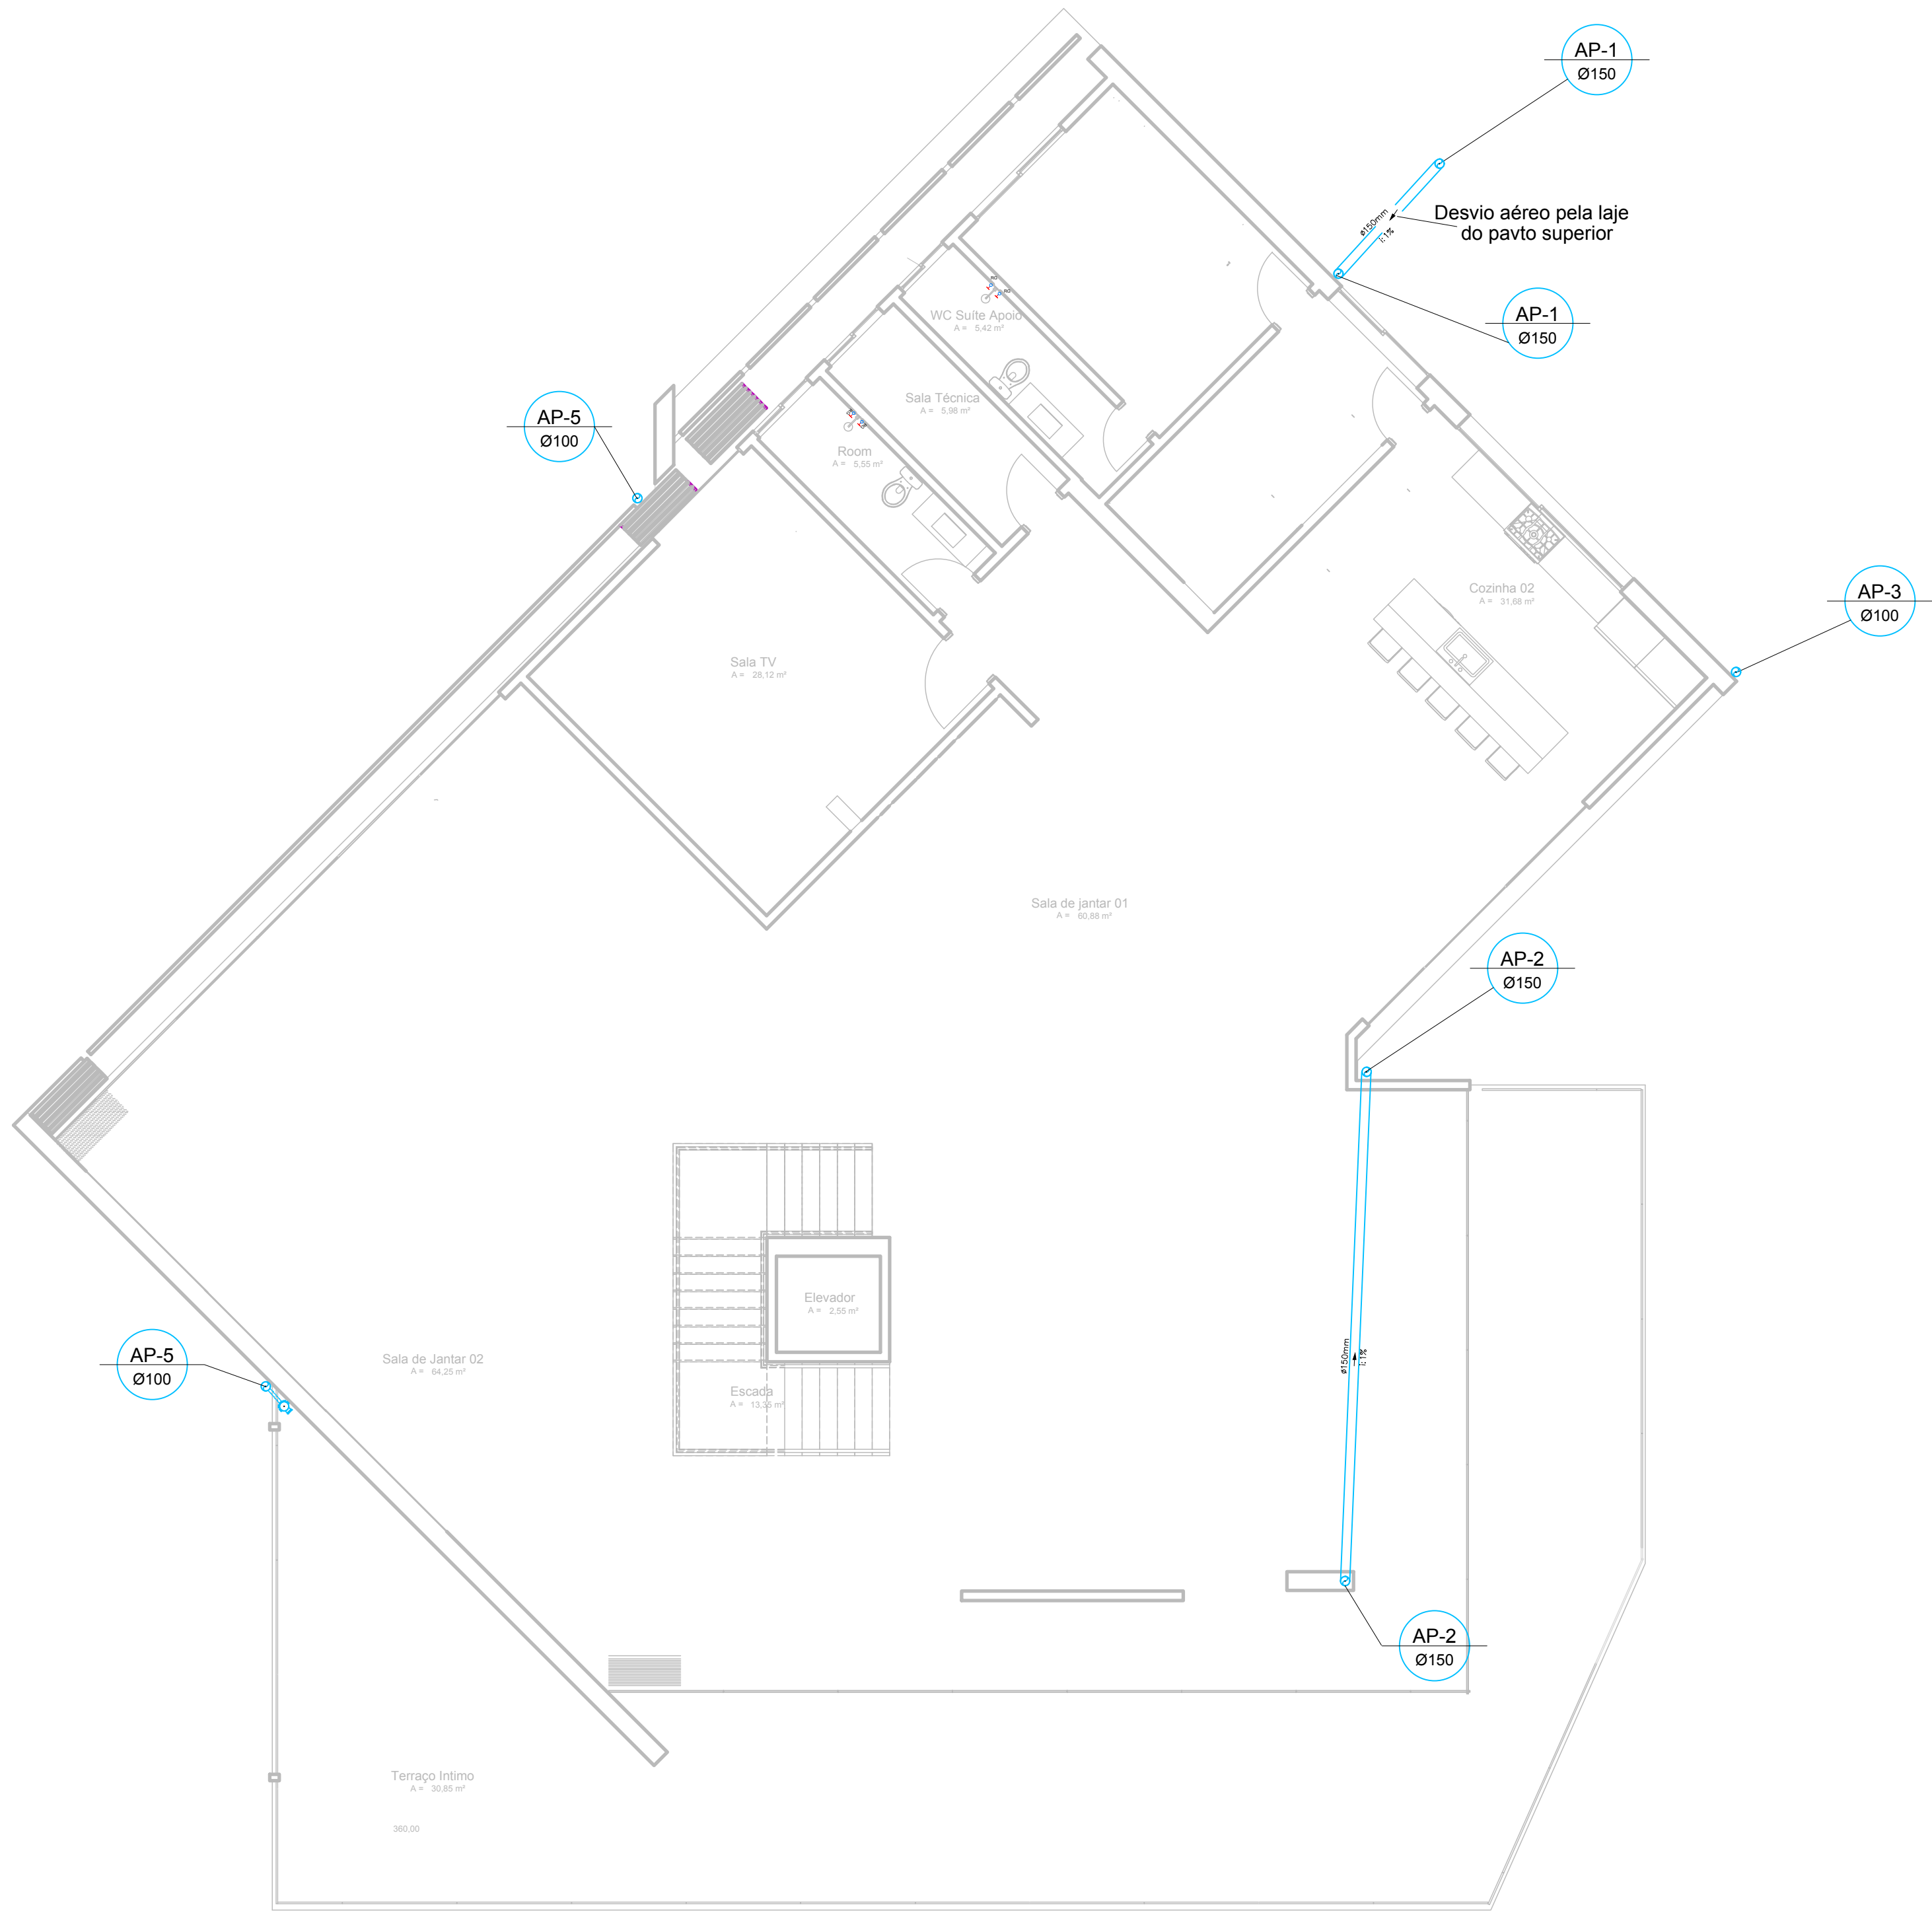 AP-1
Ø150
ø150mm
i:1%
Desvio aéreo pela laje
do pavto superior
AP-1
Ø150
WC Suíte Apoio
A = 5,42 m²
Sala Técnica
A = 5,98 m²
AP-5
Ø100
Room
A = 5,55 m²
Cozinha 02
A = 31,68 m²
AP-3
Ø100
Sala TV
A = 28,12 m²
Sala de jantar 01
A = 60,88 m²
AP-2
Ø150
Elevador
A = 2,55 m²
ø150mm
i:1%
AP-5
Ø100
Sala de Jantar 02
A = 64,25 m²
Escada
A = 13,35 m²
AP-2
Ø150
Terraço Intimo
A = 30,85 m²
360,00